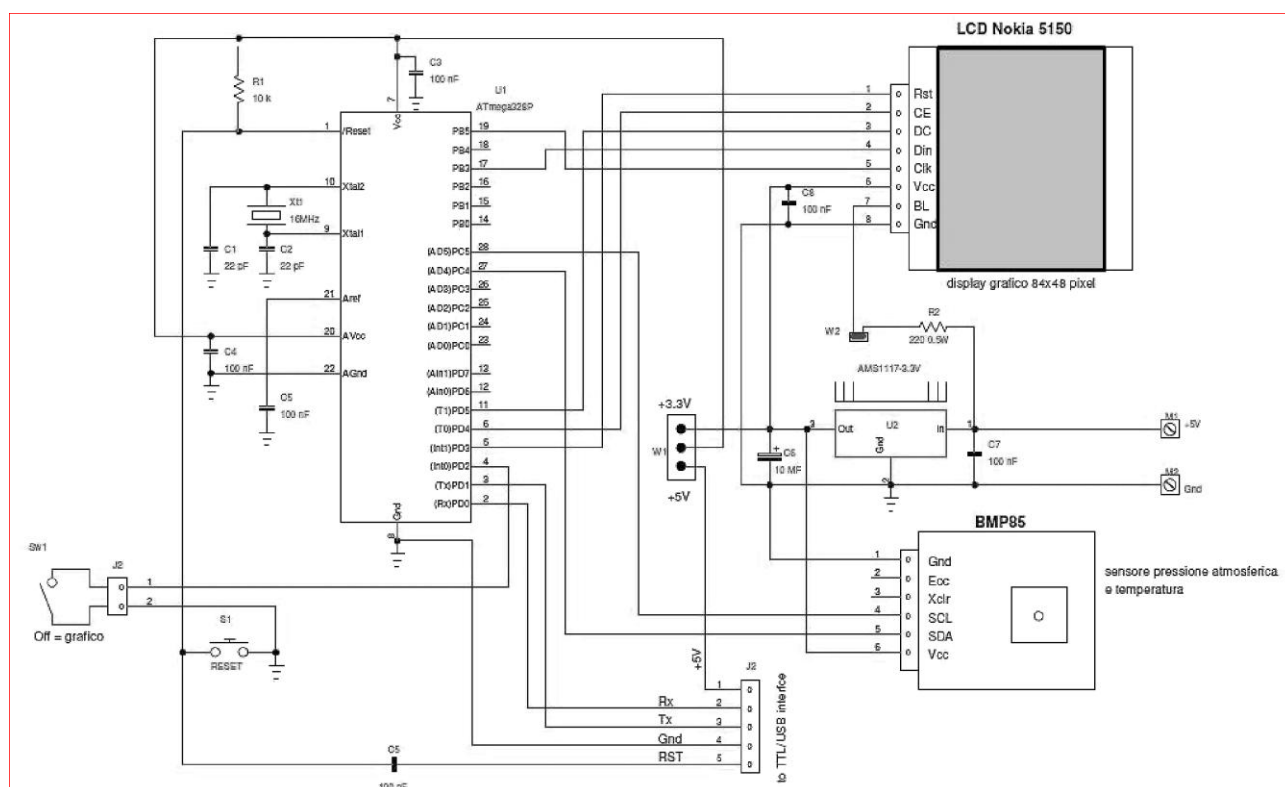 LCD Nokia 5150
C3
100 nF
R1
10 k
U1
ATmega328P
7
Vcc
1
/Reset
10
Xtal2
Xt1
16MHz
9
Xtal1
C1
22 pF
C2
22 pF
21
Aref
20
AVcc
C4
100 nF
22
AGnd
C5
100 nF
PB5
19
PB4
18
PB3
17
PB2
16
PB1
15
PB0
14
(AD5)PC5
28
(AD4)PC4
27
(AD3)PC3
26
(AD2)PC2
25
(AD1)PC1
24
(AD0)PC0
23
(Ain1)PD7
13
(Ain0)PD6
12
(T1)PD5
11
(T0)PD4
6
(Int1)PD3
5
(Int0)PD2
4
(Tx)PD1
3
(Rx)PD0
2
Gnd
8
1
Rst
2
CE
3
DC
4
Din
5
Clk
6
Vcc
7
BL
8
Gnd
C8
100 nF
display grafico 84x48 pixel
W2
R2
220 0.5W
AMS1117-3.3V
+3.3V
W1
+5V
3
Out
U2
In
1
Gnd
2
+
C6
10 MF
C7
100 nF
M1
+5V
M2
Gnd
BMP85
1
Gnd
2
Eoc
3
Xclr
4
SCL
5
SDA
6
Vcc
sensore pressione atmosferica
e temperatura
SW1
J2
1
2
Off = grafico
S1
RESET
+5V
J2
1
Rx
2
Tx
3
Gnd
4
RST
5
to TTL/USB interfce
C5
100 nF